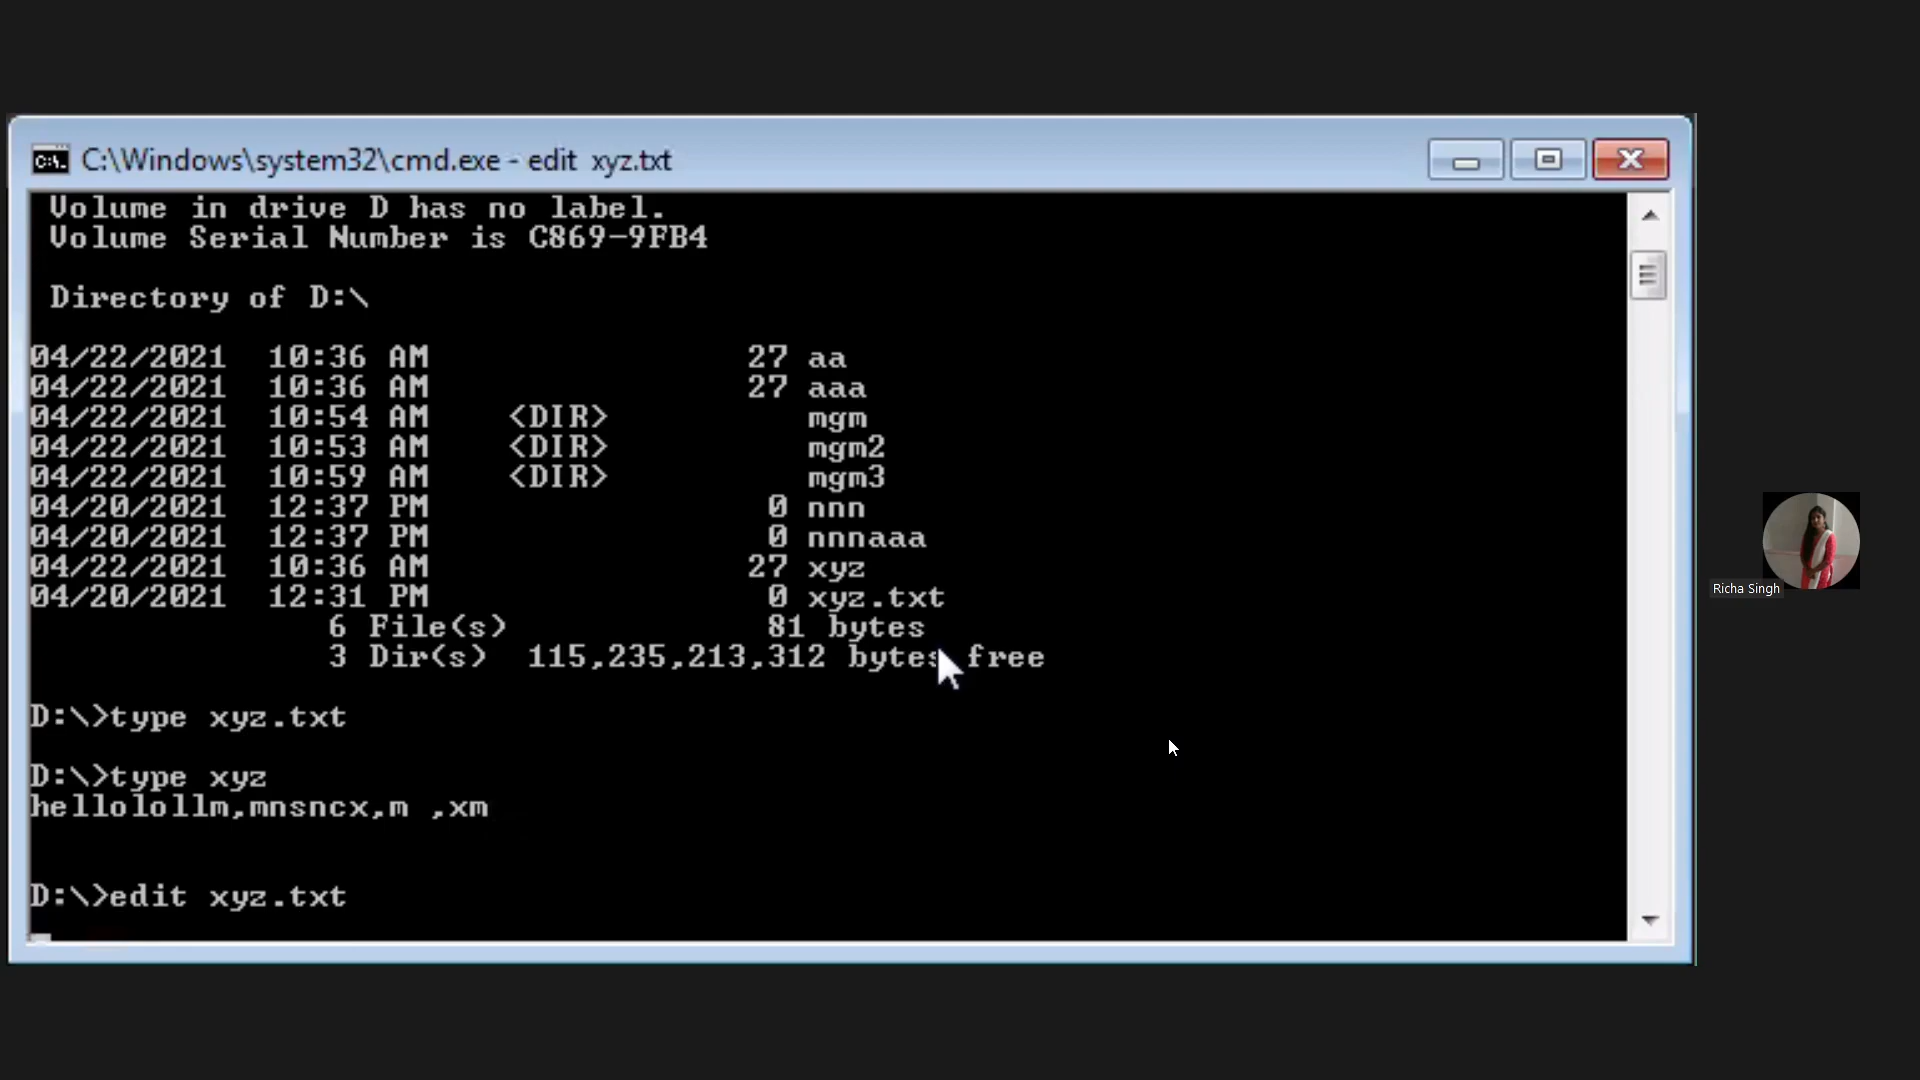 C:\Windows\system32\cmd.exe - edit  xyz.txt
Volume in drive D has no label.
Volume Serial Number is C869-9FB4
Directory of D:\
04/22/2021  10:36 AM                27 aa
04/22/2021  10:36 AM                27 aaa
04/22/2021  10:54 AM    <DIR>          mgm
04/22/2021  10:53 AM    <DIR>          mgm2
04/22/2021  10:59 AM    <DIR>          mgm3
04/20/2021  12:37 PM                 0 nnn
04/20/2021  12:37 PM                 0 nnnaaa
04/22/2021  10:36 AM                27 xyz
04/20/2021  12:31 PM                 0 xyz.txt
6 File(s)             81 bytes
3 Dir(s)  115,235,213,312 bytes free
D:\>type xyz.txt
D:\>type xyz
hellolollm,mnsncx,m ,xm
D:\>edit xyz.txt
Richa Singh